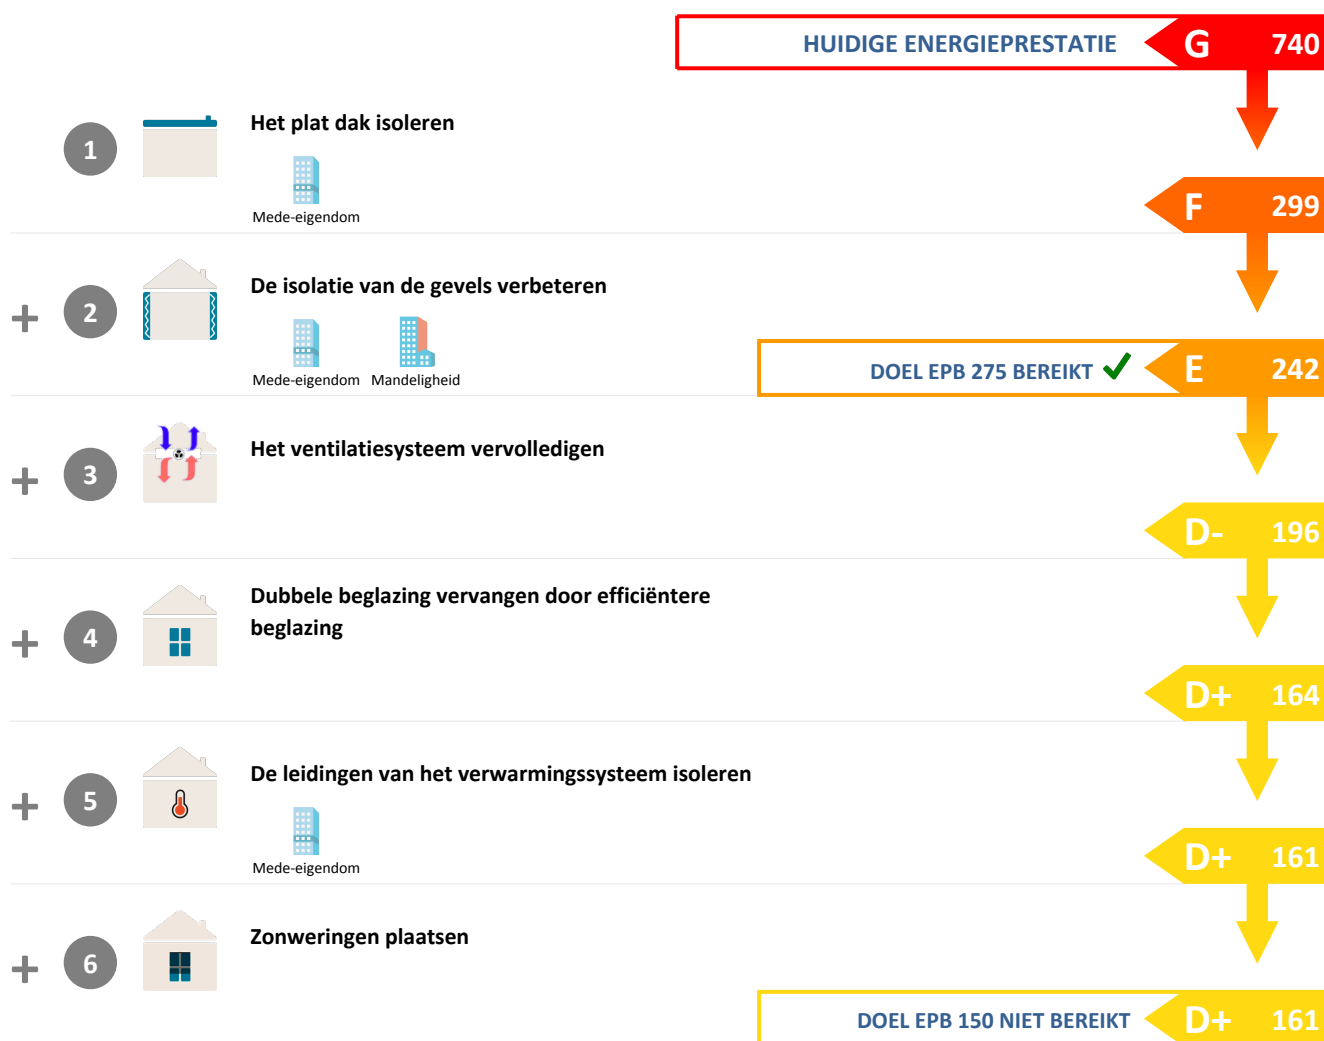 HUIDIGE ENERGIEPRESTATIE G 740
1 Het plat dak isoleren
Mede-eigendom
F 299
+ 2 De isolatie van de gevels verbeteren
Mede-eigendom Mandeligheid
DOEL EPB 275 BEREIKT ✓ E 242
+ 3 Het ventilatiesysteem vervolledigen
D- 196
Dubbele beglazing vervangen door efficiëntere
+ 4 beglazing
D+ 164
+ 5 De leidingen van het verwarmingssysteem isoleren
Mede-eigendom
D+ 161
+ 6 Zonweringen plaatsen
DOEL EPB 150 NIET BEREIKT D+ 161